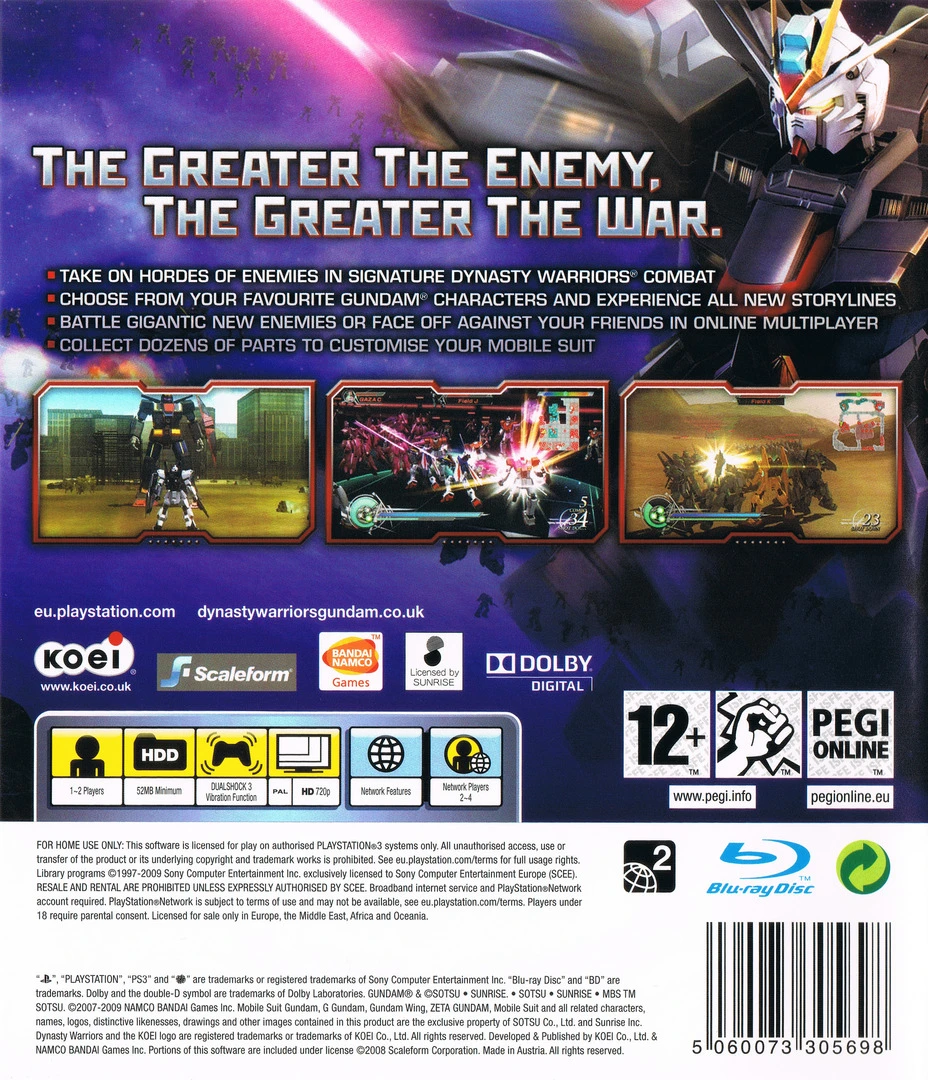 THE GREATER THE ENEMY,
THE GREATER THE WAR.
TAKE ON HORDES OF ENEMIES IN SIGNATURE DYNASTY WARRIORS® COMBAT
CHOOSE FROM YOUR FAVOURITE GUNDAM® CHARACTERS AND EXPERIENCE ALL NEW STORYLINES
BATTLE GIGANTIC NEW ENEMIES OR FACE OFF AGAINST YOUR FRIENDS IN ONLINE MULTIPLAYER
COLLECT DOZENS OF PARTS TO CUSTOMISE YOUR MOBILE SUIT
GAZA C
Field J
5
COMBO
34
Field K
23
eu.playstation.com dynastywarriorsgundam.co.uk
KOEI ®
www.koei.co.uk
Scaleform®
BANDAI NAMCO Games ™
Licensed by SUNRISE
DOLBY® DIGITAL
12+ ™
™
PEGI ONLINE ™
www.pegi.info
pegionline.eu
1~2 Players
HDD
52MB Minimum
DUALSHOCK 3 Vibration Function
PAL HD 720p
Network Features
Network Players 2~4
FOR HOME USE ONLY: This software is licensed for play on authorised PLAYSTATION®3 systems only. All unauthorised access, use or
transfer of the product or its underlying copyright and trademark works is prohibited. See eu.playstation.com/terms for full usage rights.
Library programs ©1997-2009 Sony Computer Entertainment Inc. exclusively licensed to Sony Computer Entertainment Europe (SCEE).
RESALE AND RENTAL ARE PROHIBITED UNLESS EXPRESSLY AUTHORISED BY SCEE. Broadband internet service and PlayStation®Network
account required. PlayStation®Network is subject to terms of use and may not be available, see eu.playstation.com/terms. Players under
18 require parental consent. Licensed for sale only in Europe, the Middle East, Africa and Oceania.
2
Blu-ray Disc ™
"", "PLAYSTATION", "PS3" and "" are trademarks or registered trademarks of Sony Computer Entertainment Inc. "Blu-ray Disc" and "BD" are
trademarks. Dolby and the double-D symbol are trademarks of Dolby Laboratories. GUNDAM® & ©SOTSU • SUNRISE. • SOTSU • SUNRISE • MBS TM
SOTSU. ©2007-2009 NAMCO BANDAI Games Inc. Mobile Suit Gundam, G Gundam, Gundam Wing, ZETA GUNDAM, Mobile Suit and all related characters,
names, logos, distinctive likenesses, drawings and other images contained in this product are the exclusive property of SOTSU Co., Ltd. and Sunrise Inc.
Dynasty Warriors and the KOEI logo are registered trademarks or trademarks of KOEI Co., Ltd. All rights reserved. Developed & Published by KOEI Co., Ltd. &
NAMCO BANDAI Games Inc. Portions of this software are included under license ©2008 Scaleform Corporation. Made in Austria. All rights reserved.
5 060073 305698